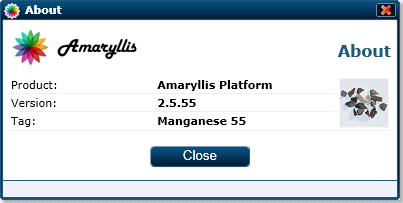 About
Amaryllis
About
Product: Amaryllis Platform
Version: 2.5.55
Tag: Manganese 55
Close